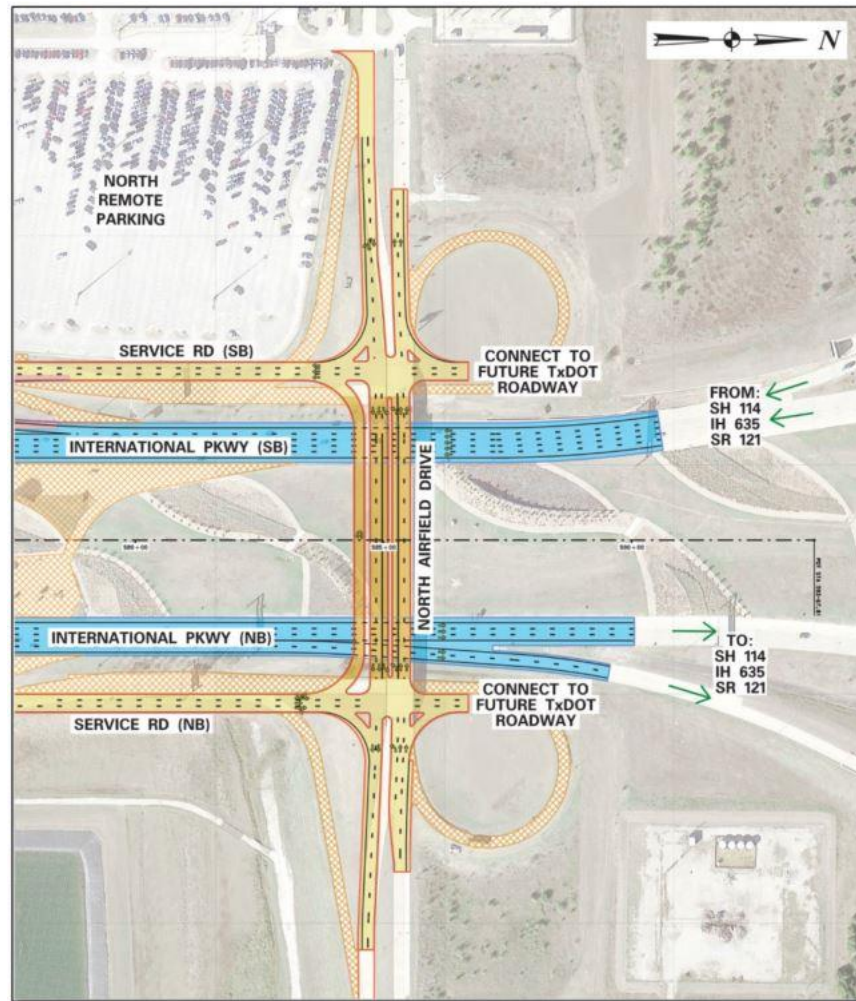 N
NORTH
REMOTE
PARKING
SERVICE RD (SB)
CONNECT TO
FUTURE TxDOT
ROADWAY
FROM:
SH 114
IH 635
SR 121
INTERNATIONAL PKWY (SB)
NORTH AIRFIELD DRIVE
585+00
INTERNATIONAL PKWY (NB)
TO:
SH 114
IH 635
SR 121
CONNECT TO
FUTURE TxDOT
ROADWAY
SERVICE RD (NB)